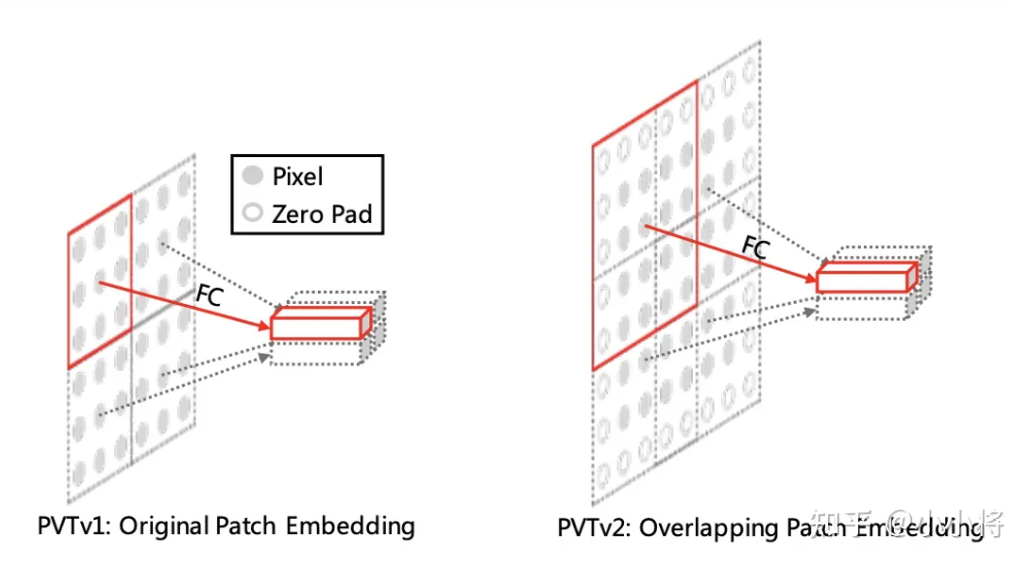 Pixel
Zero Pad
FC
FC
PVTv1: Original Patch Embedding
PVTv2: Overlapping Patch Embedding
知乎 @小小将